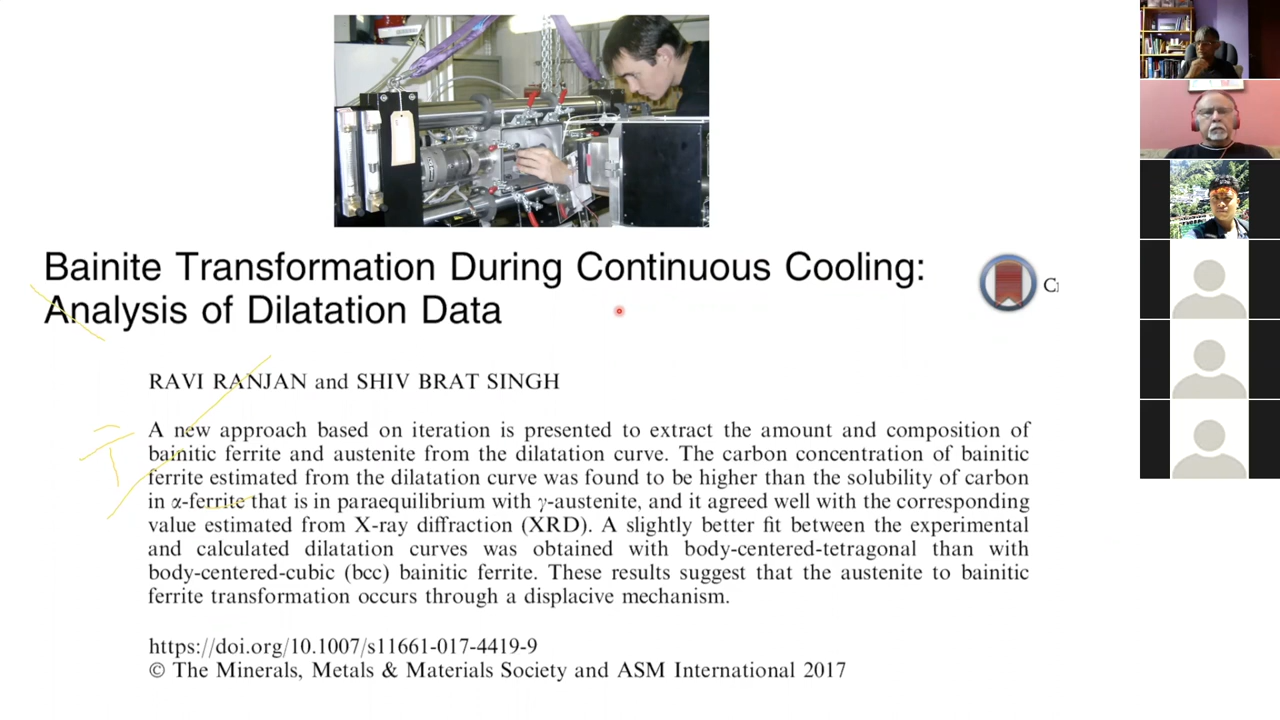 Bainite Transformation During Continuous Cooling:
Analysis of Dilatation Data
RAVI RANJAN and SHIV BRAT SINGH
A new approach based on iteration is presented to extract the amount and composition of
bainitic ferrite and austenite from the dilatation curve. The carbon concentration of bainitic
ferrite estimated from the dilatation curve was found to be higher than the solubility of carbon
in α-ferrite that is in paraequilibrium with γ-austenite, and it agreed well with the corresponding
value estimated from X-ray diffraction (XRD). A slightly better fit between the experimental
and calculated dilatation curves was obtained with body-centered-tetragonal than with
body-centered-cubic (bcc) bainitic ferrite. These results suggest that the austenite to bainitic
ferrite transformation occurs through a displacive mechanism.
https://doi.org/10.1007/s11661-017-4419-9
© The Minerals, Metals & Materials Society and ASM International 2017